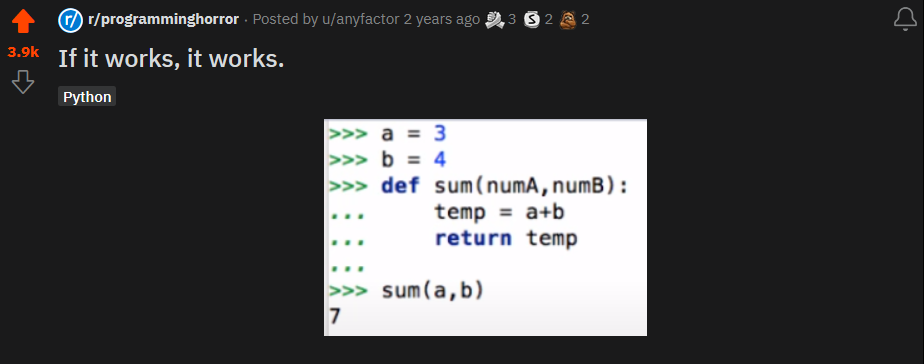 r/programminghorror · Posted by u/anyfactor 2 years ago 3 S 2 2
3.9k
If it works, it works.
Python
>>> a = 3
>>> b = 4
>>> def sum(numA,numB):
... temp = a+b
... return temp
...
>>> sum(a,b)
7